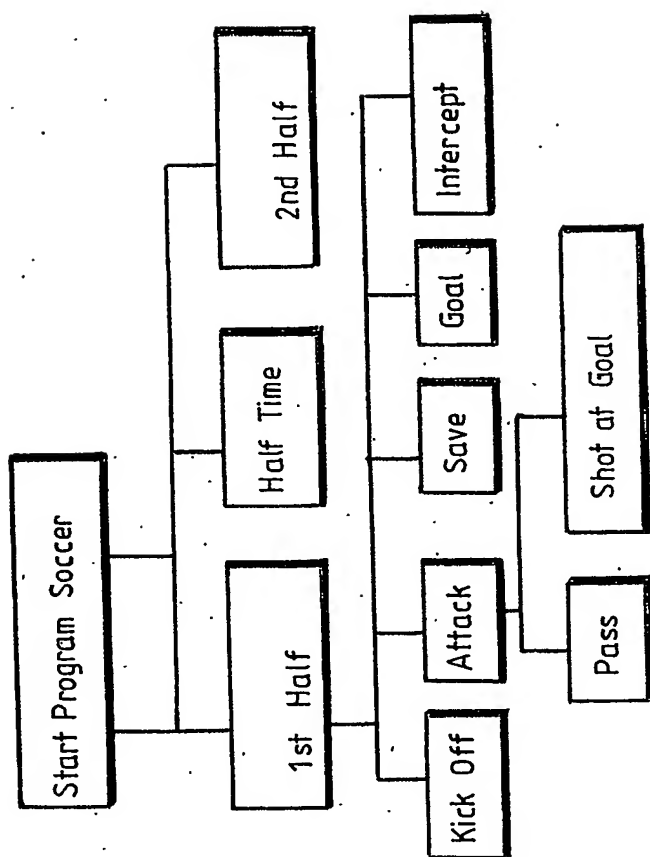 Start Program Soccer
1st Half
Half Time
2nd Half
Kick Off
Attack
Save
Goal
Intercept
Pass
Shot at Goal